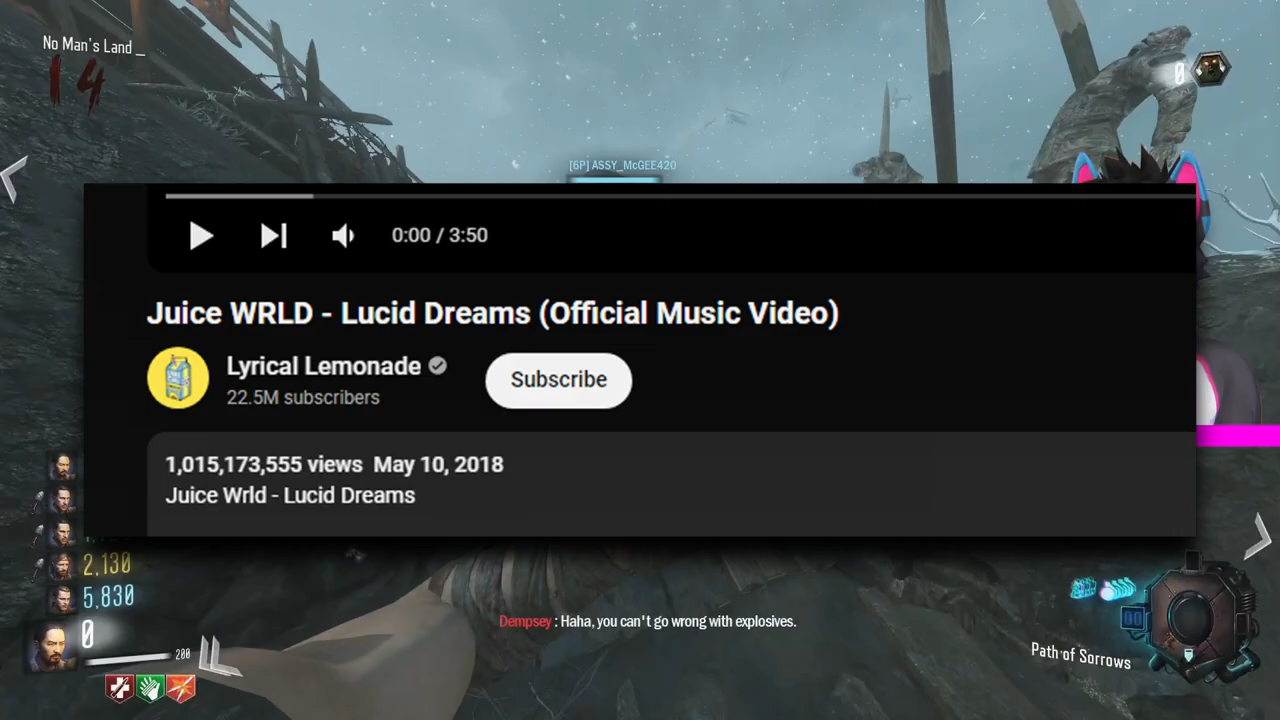 No Man's Land _
14
0
[6P] ASSY_McGEE420
0:00 / 3:50
Juice WRLD - Lucid Dreams (Official Music Video)
Lyrical Lemonade
22.5M subscribers
Subscribe
1,015,173,555 views May 10, 2018
Juice Wrld - Lucid Dreams
2,130
5,830
0
200
Dempsey : Haha, you can't go wrong with explosives.
00
Path of Sorrows